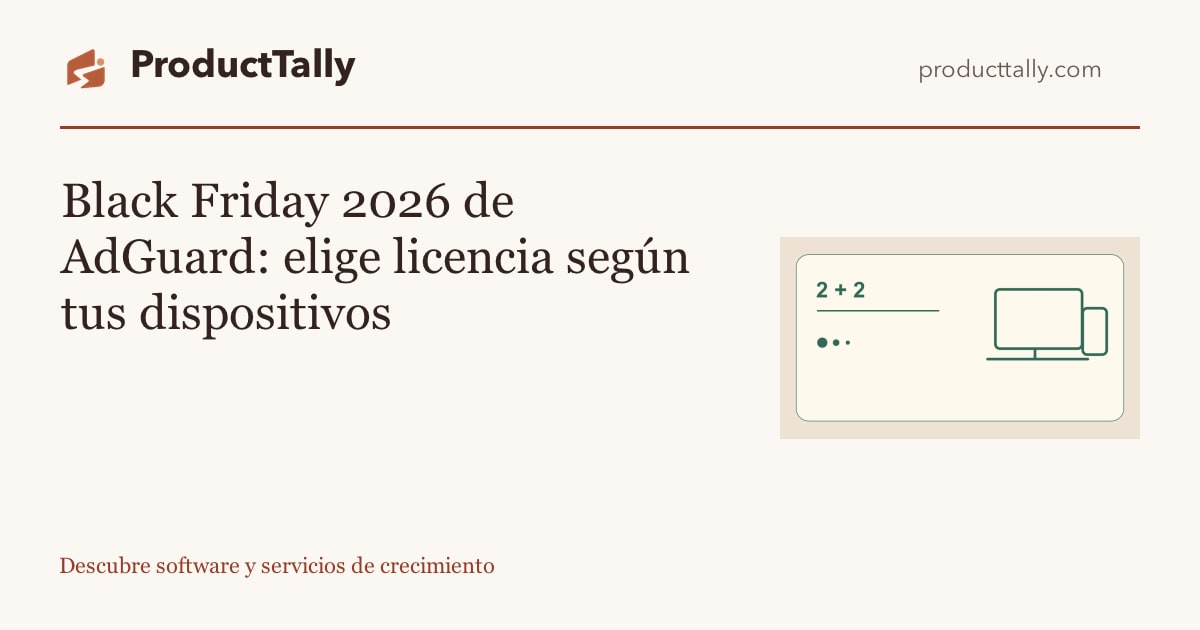 ProductTally
producttally.com
Black Friday 2026 de
AdGuard: elige licencia según
tus dispositivos
2 + 2
Descubre software y servicios de crecimiento